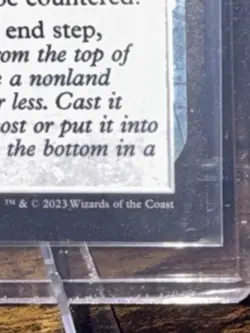 be countered.
end step,
from the top of
a nonland
r less. Cast it
ost or put it into
the bottom in a
™ & © 2023 Wizards of the Coast